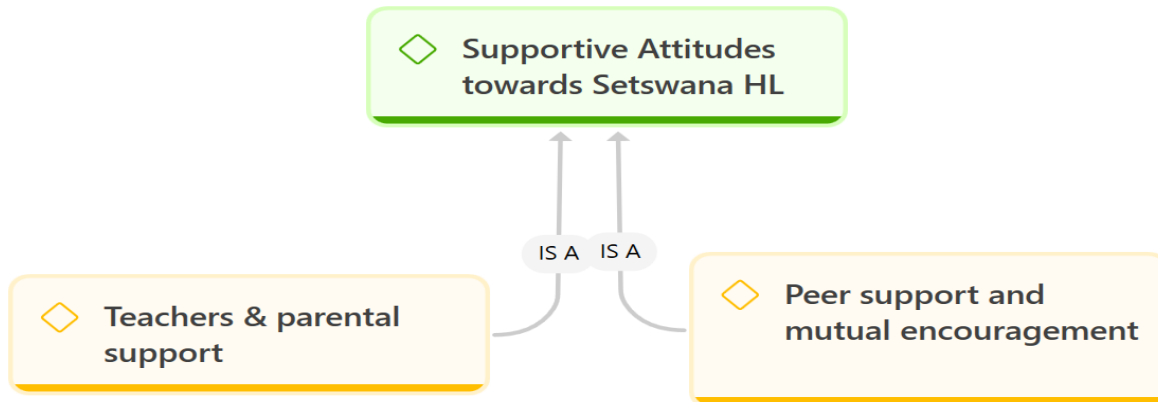 Supportive Attitudes
towards Setswana HL
IS A
IS A
Teachers & parental
support
Peer support and
mutual encouragement